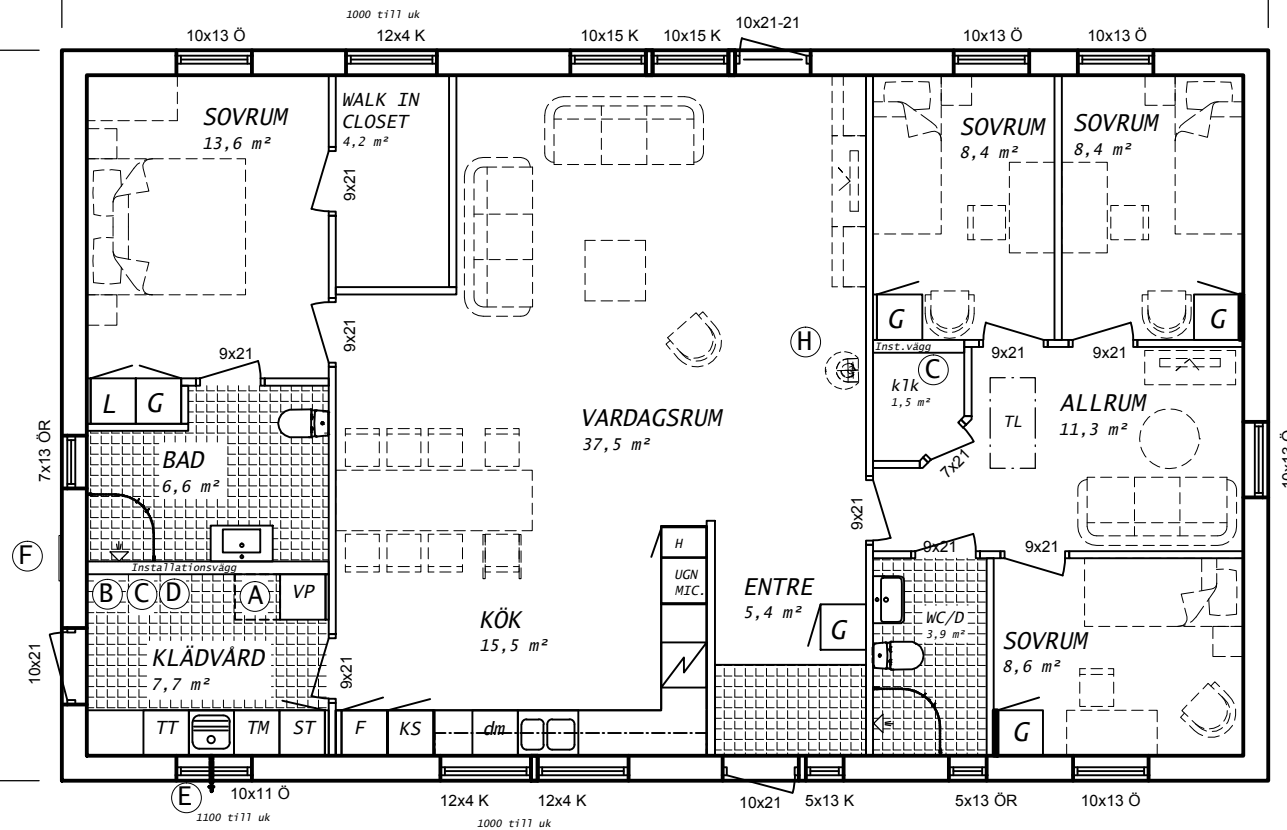 1000 till uk
10x13 Ö
12x4 K
10x15 K
10x15 K
10x21-21
10x13 Ö
10x13 Ö
SOVRUM
13,6 m²
WALK IN
CLOSET
4,2 m²
9x21
SOVRUM
8,4 m²
SOVRUM
8,4 m²
9x21
9x21
L
G
H
G
G
Inst.vägg
9x21
9x21
C
klk
1,5 m²
7x21
TL
ALLRUM
11,3 m²
VARDAGSRUM
37,5 m²
7x13 ÖR
BAD
6,6 m²
10x13 Ö
9x21
9x21
9x21
F
Installationsvägg
B
C
D
A
VP
H
UGN
MIC.
ENTRE
5,4 m²
G
WC/D
3,9 m²
SOVRUM
8,6 m²
KÖK
15,5 m²
10x21
KLÄDVÅRD
7,7 m²
9x21
TT
TM
ST
F
KS
dm
G
E
10x11 Ö
1100 till uk
12x4 K
12x4 K
1000 till uk
10x21
5x13 K
5x13 ÖR
10x13 Ö